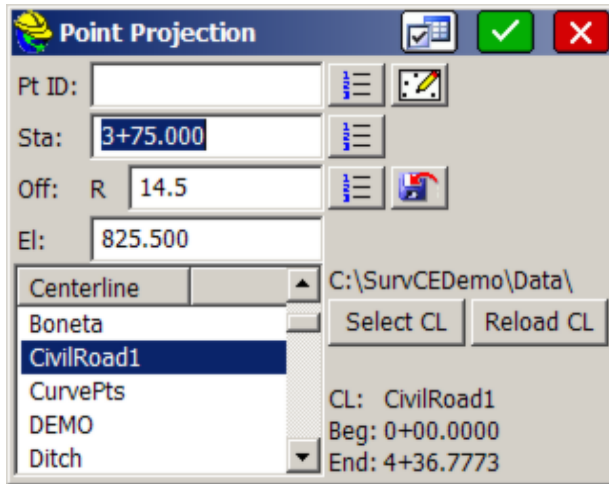 Point Projection
Pt ID:
Sta: 3+75.000
Off: R 14.5
El: 825.500
Centerline
Boneta
CivilRoad1
CurvePts
DEMO
Ditch
C:\SurvCEDemo\Data\
Select CL Reload CL
CL: CivilRoad1
Beg: 0+00.0000
End: 4+36.7773